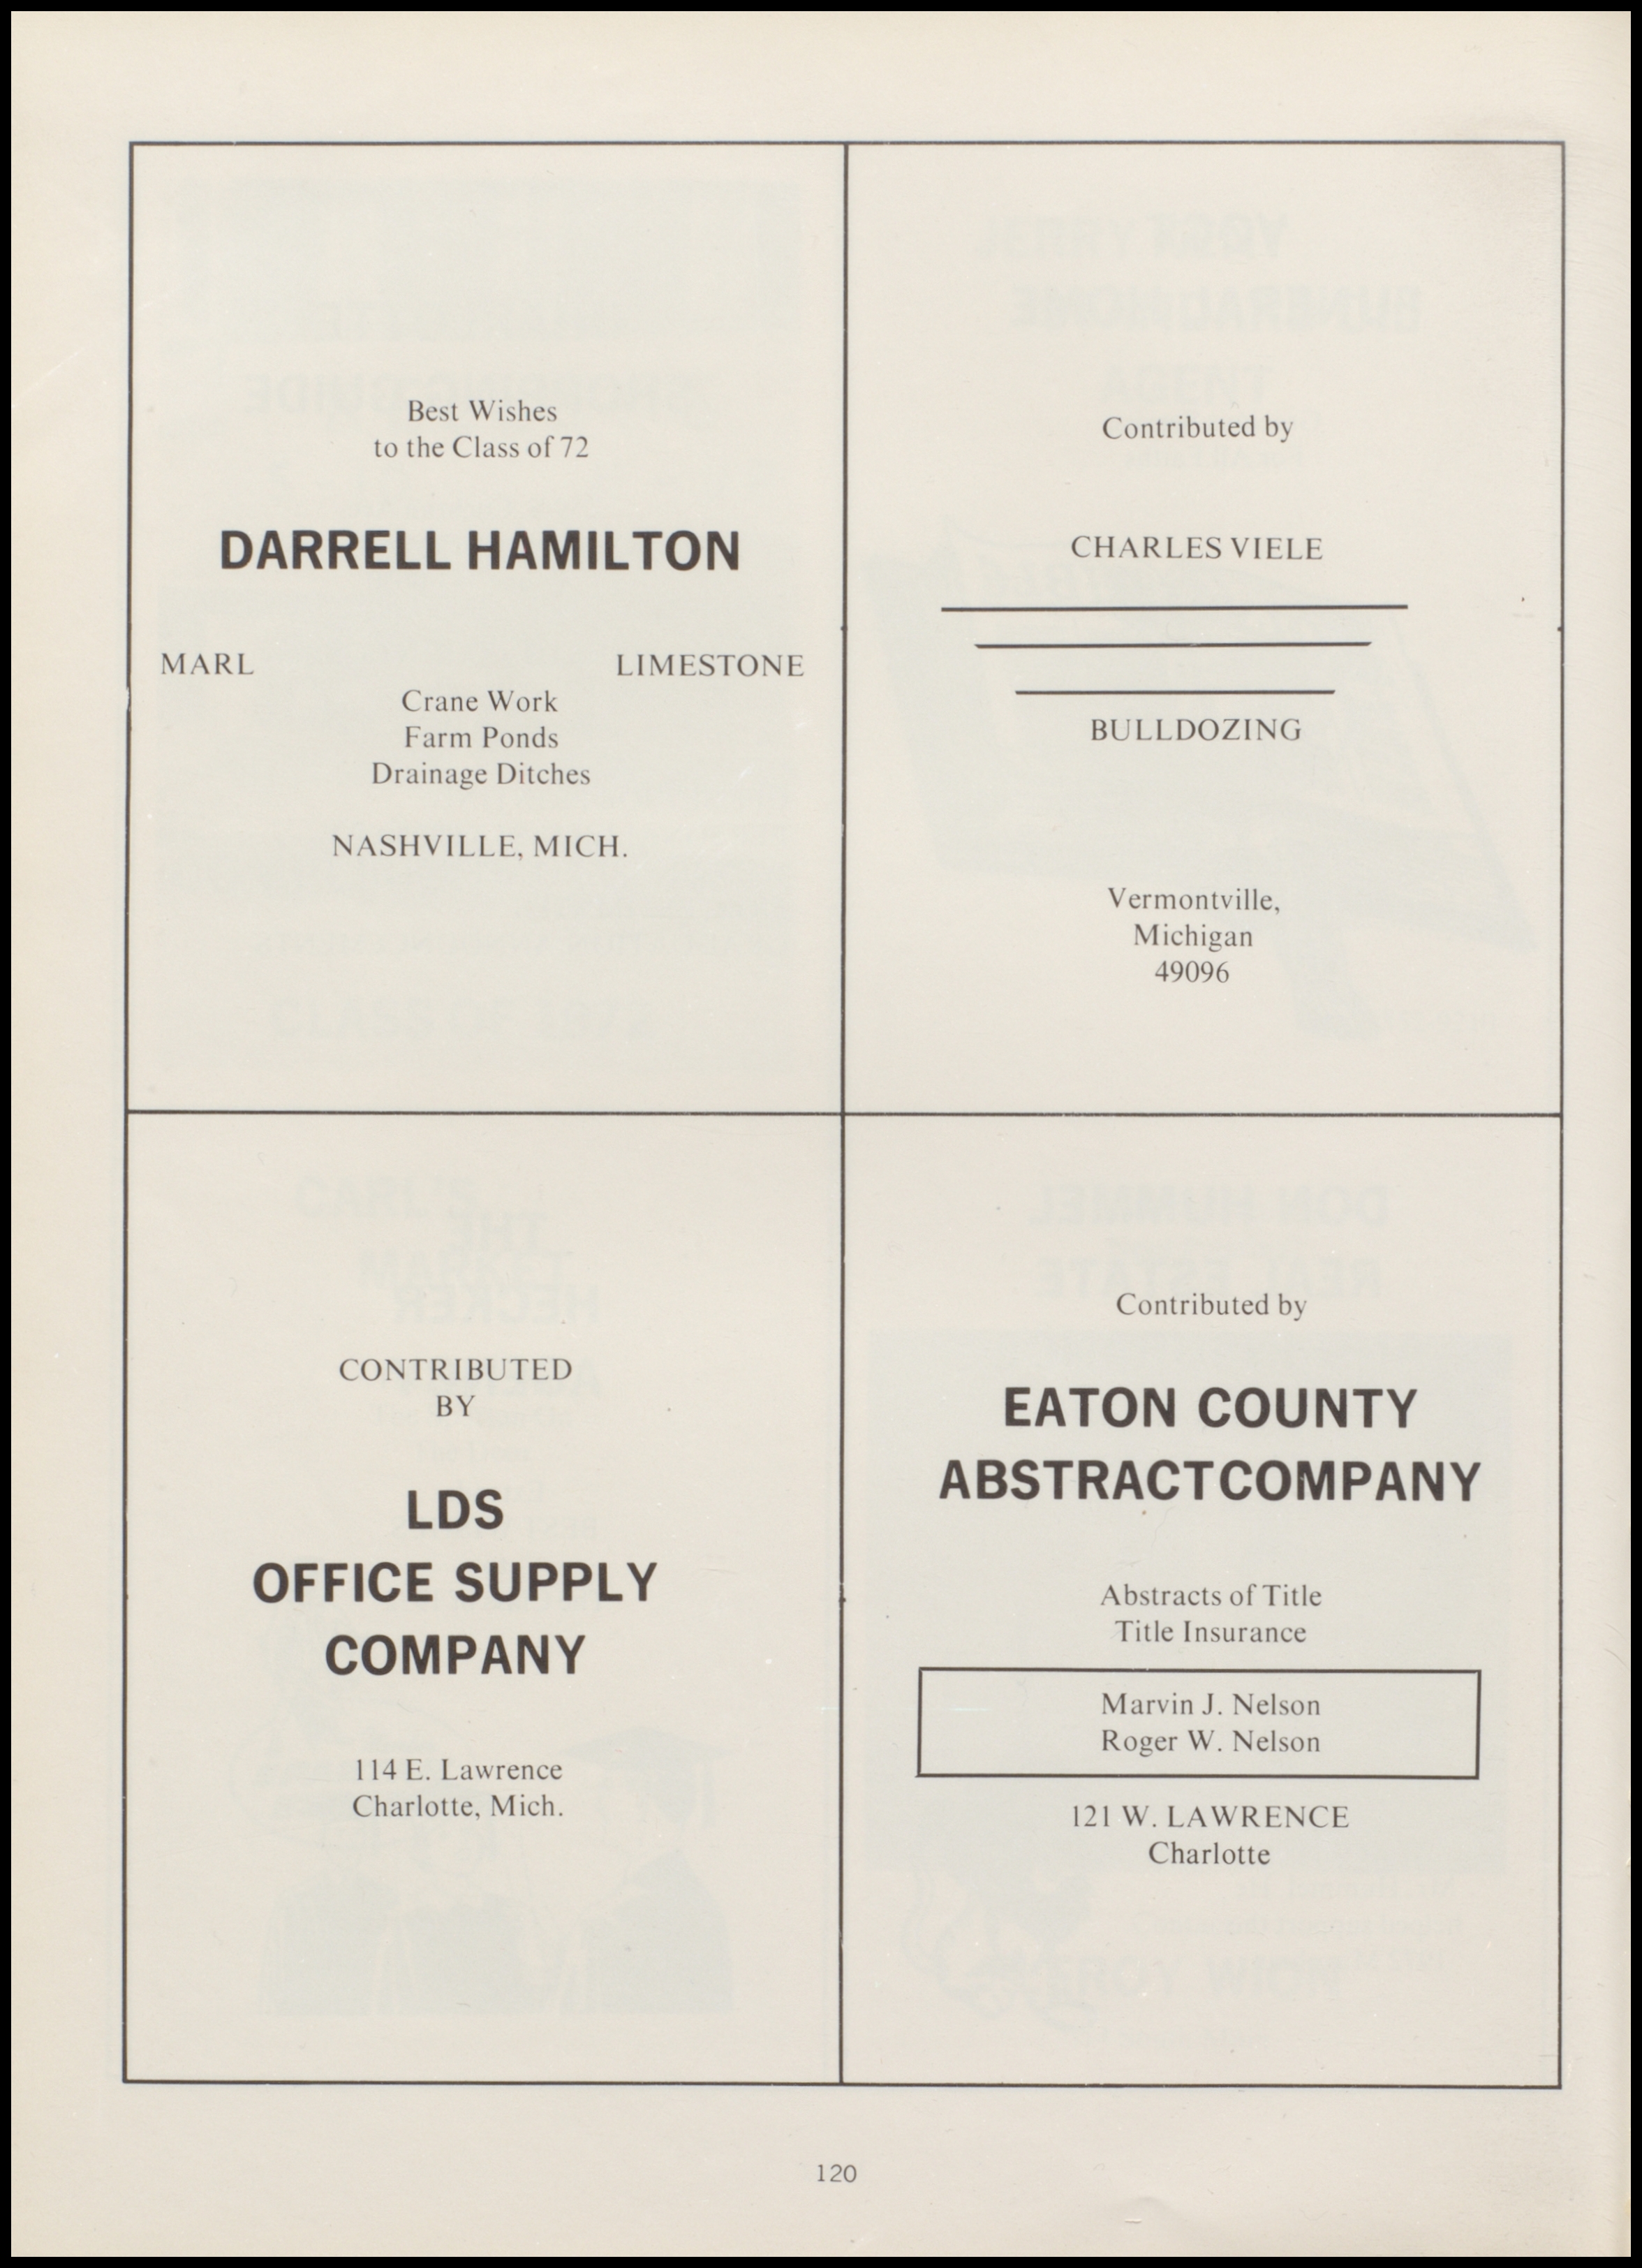 Best Wishes
to the Class of 72
DARRELL HAMILTON
MARL LIMESTONE
Crane Work
Farm Ponds
Drainage Ditches
NASHVILLE, MICH.
Contributed by
CHARLES VIELE
BULLDOZING
Vermontville,
Michigan
49096
CONTRIBUTED
BY
LDS
OFFICE SUPPLY
COMPANY
114 E. Lawrence
Charlotte, Mich.
Contributed by
EATON COUNTY
ABSTRACT COMPANY
Abstracts of Title
Title Insurance
Marvin J. Nelson
Roger W. Nelson
121 W. LAWRENCE
Charlotte
120